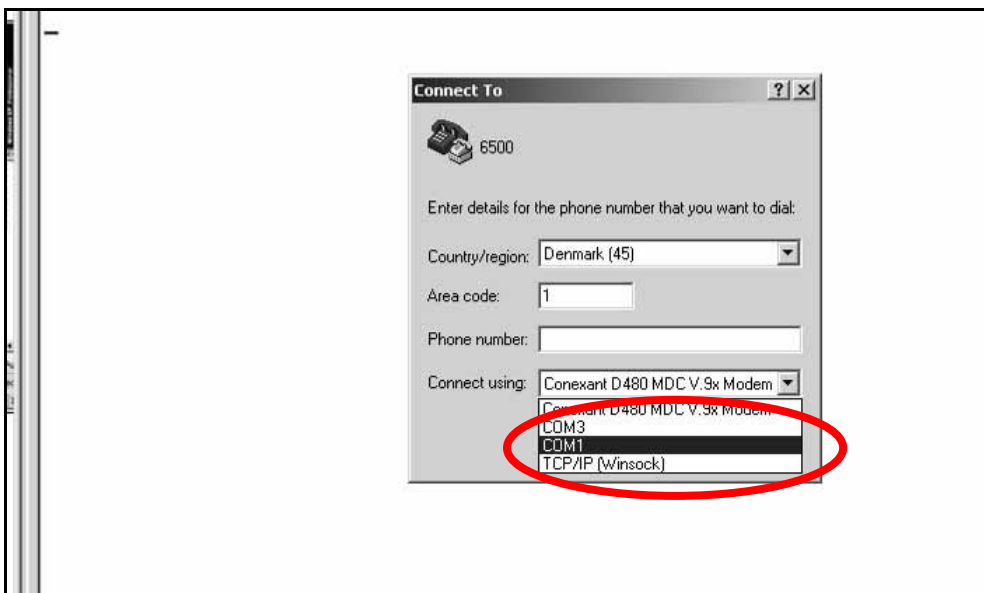 Connect To
6500
Enter details for the phone number that you want to dial:
Country/region: Denmark (45)
Area code: 1
Phone number:
Connect using: Conexant D480 MDC V.9x Modem
Conexant D480 MDC V.9x Modem
COM3
COM1
TCP/IP (Winsock)